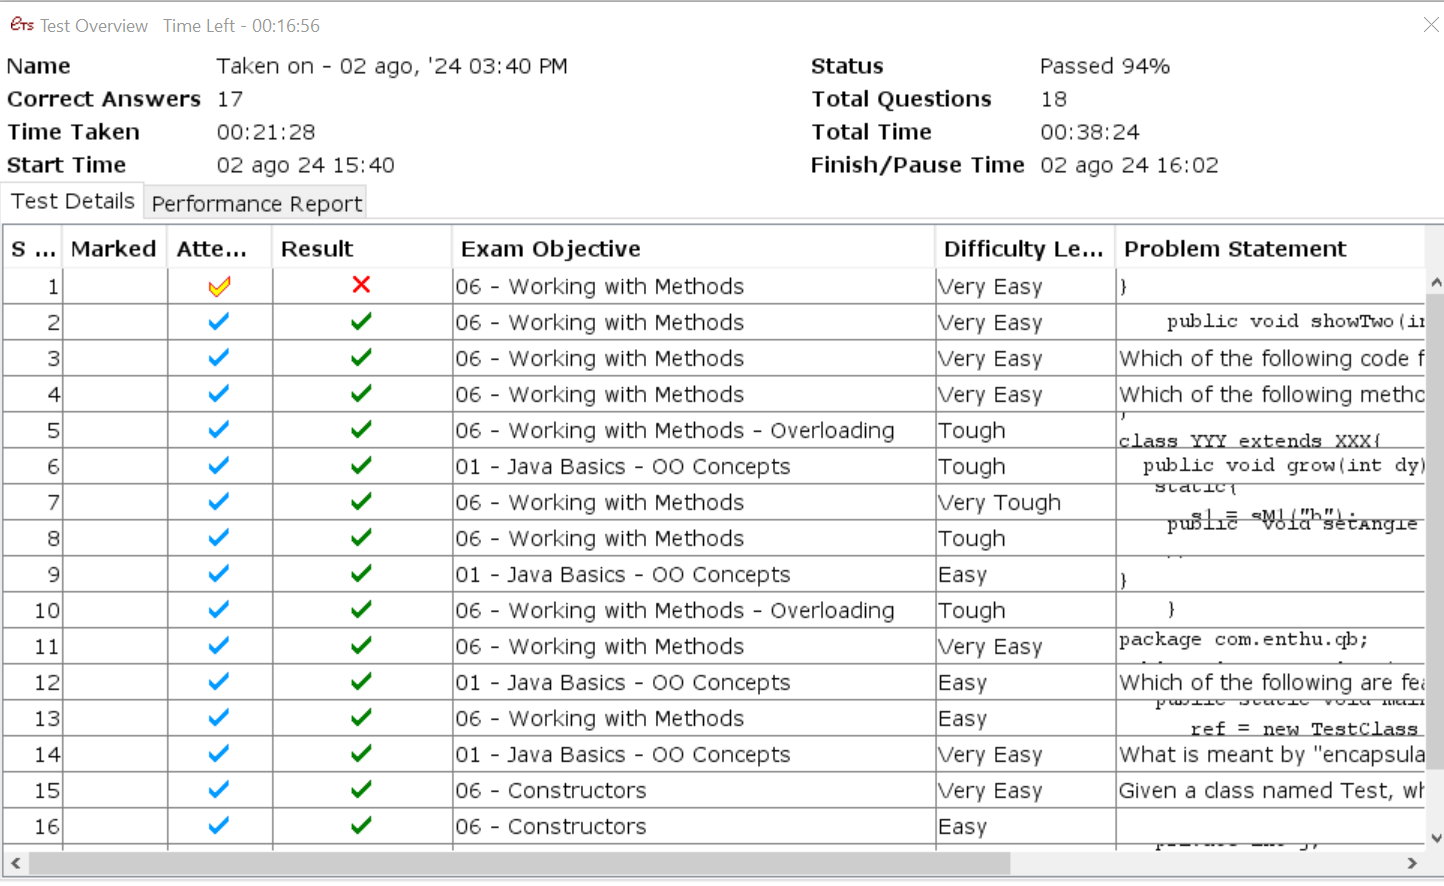 eTs Test Overview Time Left - 00:16:56
Name Taken on - 02 ago, '24 03:40 PM Status Passed 94%
Correct Answers 17 Total Questions 18
Time Taken 00:21:28 Total Time 00:38:24
Start Time 02 ago 24 15:40 Finish/Pause Time 02 ago 24 16:02
Test Details Performance Report
S ... Marked Atte... Result Exam Objective Difficulty Le... Problem Statement
1 06 - Working with Methods Very Easy }
2 06 - Working with Methods Very Easy public void showTwo(in
3 06 - Working with Methods Very Easy Which of the following code f
4 06 - Working with Methods Very Easy Which of the following metho
5 06 - Working with Methods - Overloading Tough class YYY extends XXX{
6 01 - Java Basics - OO Concepts Tough public void grow(int dy)
7 06 - Working with Methods Very Tough static{
s1 = sM1("b");
8 06 - Working with Methods Tough public void setAngle
9 01 - Java Basics - OO Concepts Easy }
10 06 - Working with Methods - Overloading Tough }
11 06 - Working with Methods Very Easy package com.enthu.qb;
12 01 - Java Basics - OO Concepts Easy Which of the following are fea
13 06 - Working with Methods Easy public static void main
ref = new TestClass
14 01 - Java Basics - OO Concepts Very Easy What is meant by "encapsula
15 06 - Constructors Very Easy Given a class named Test, wh
16 06 - Constructors Easy private int j;